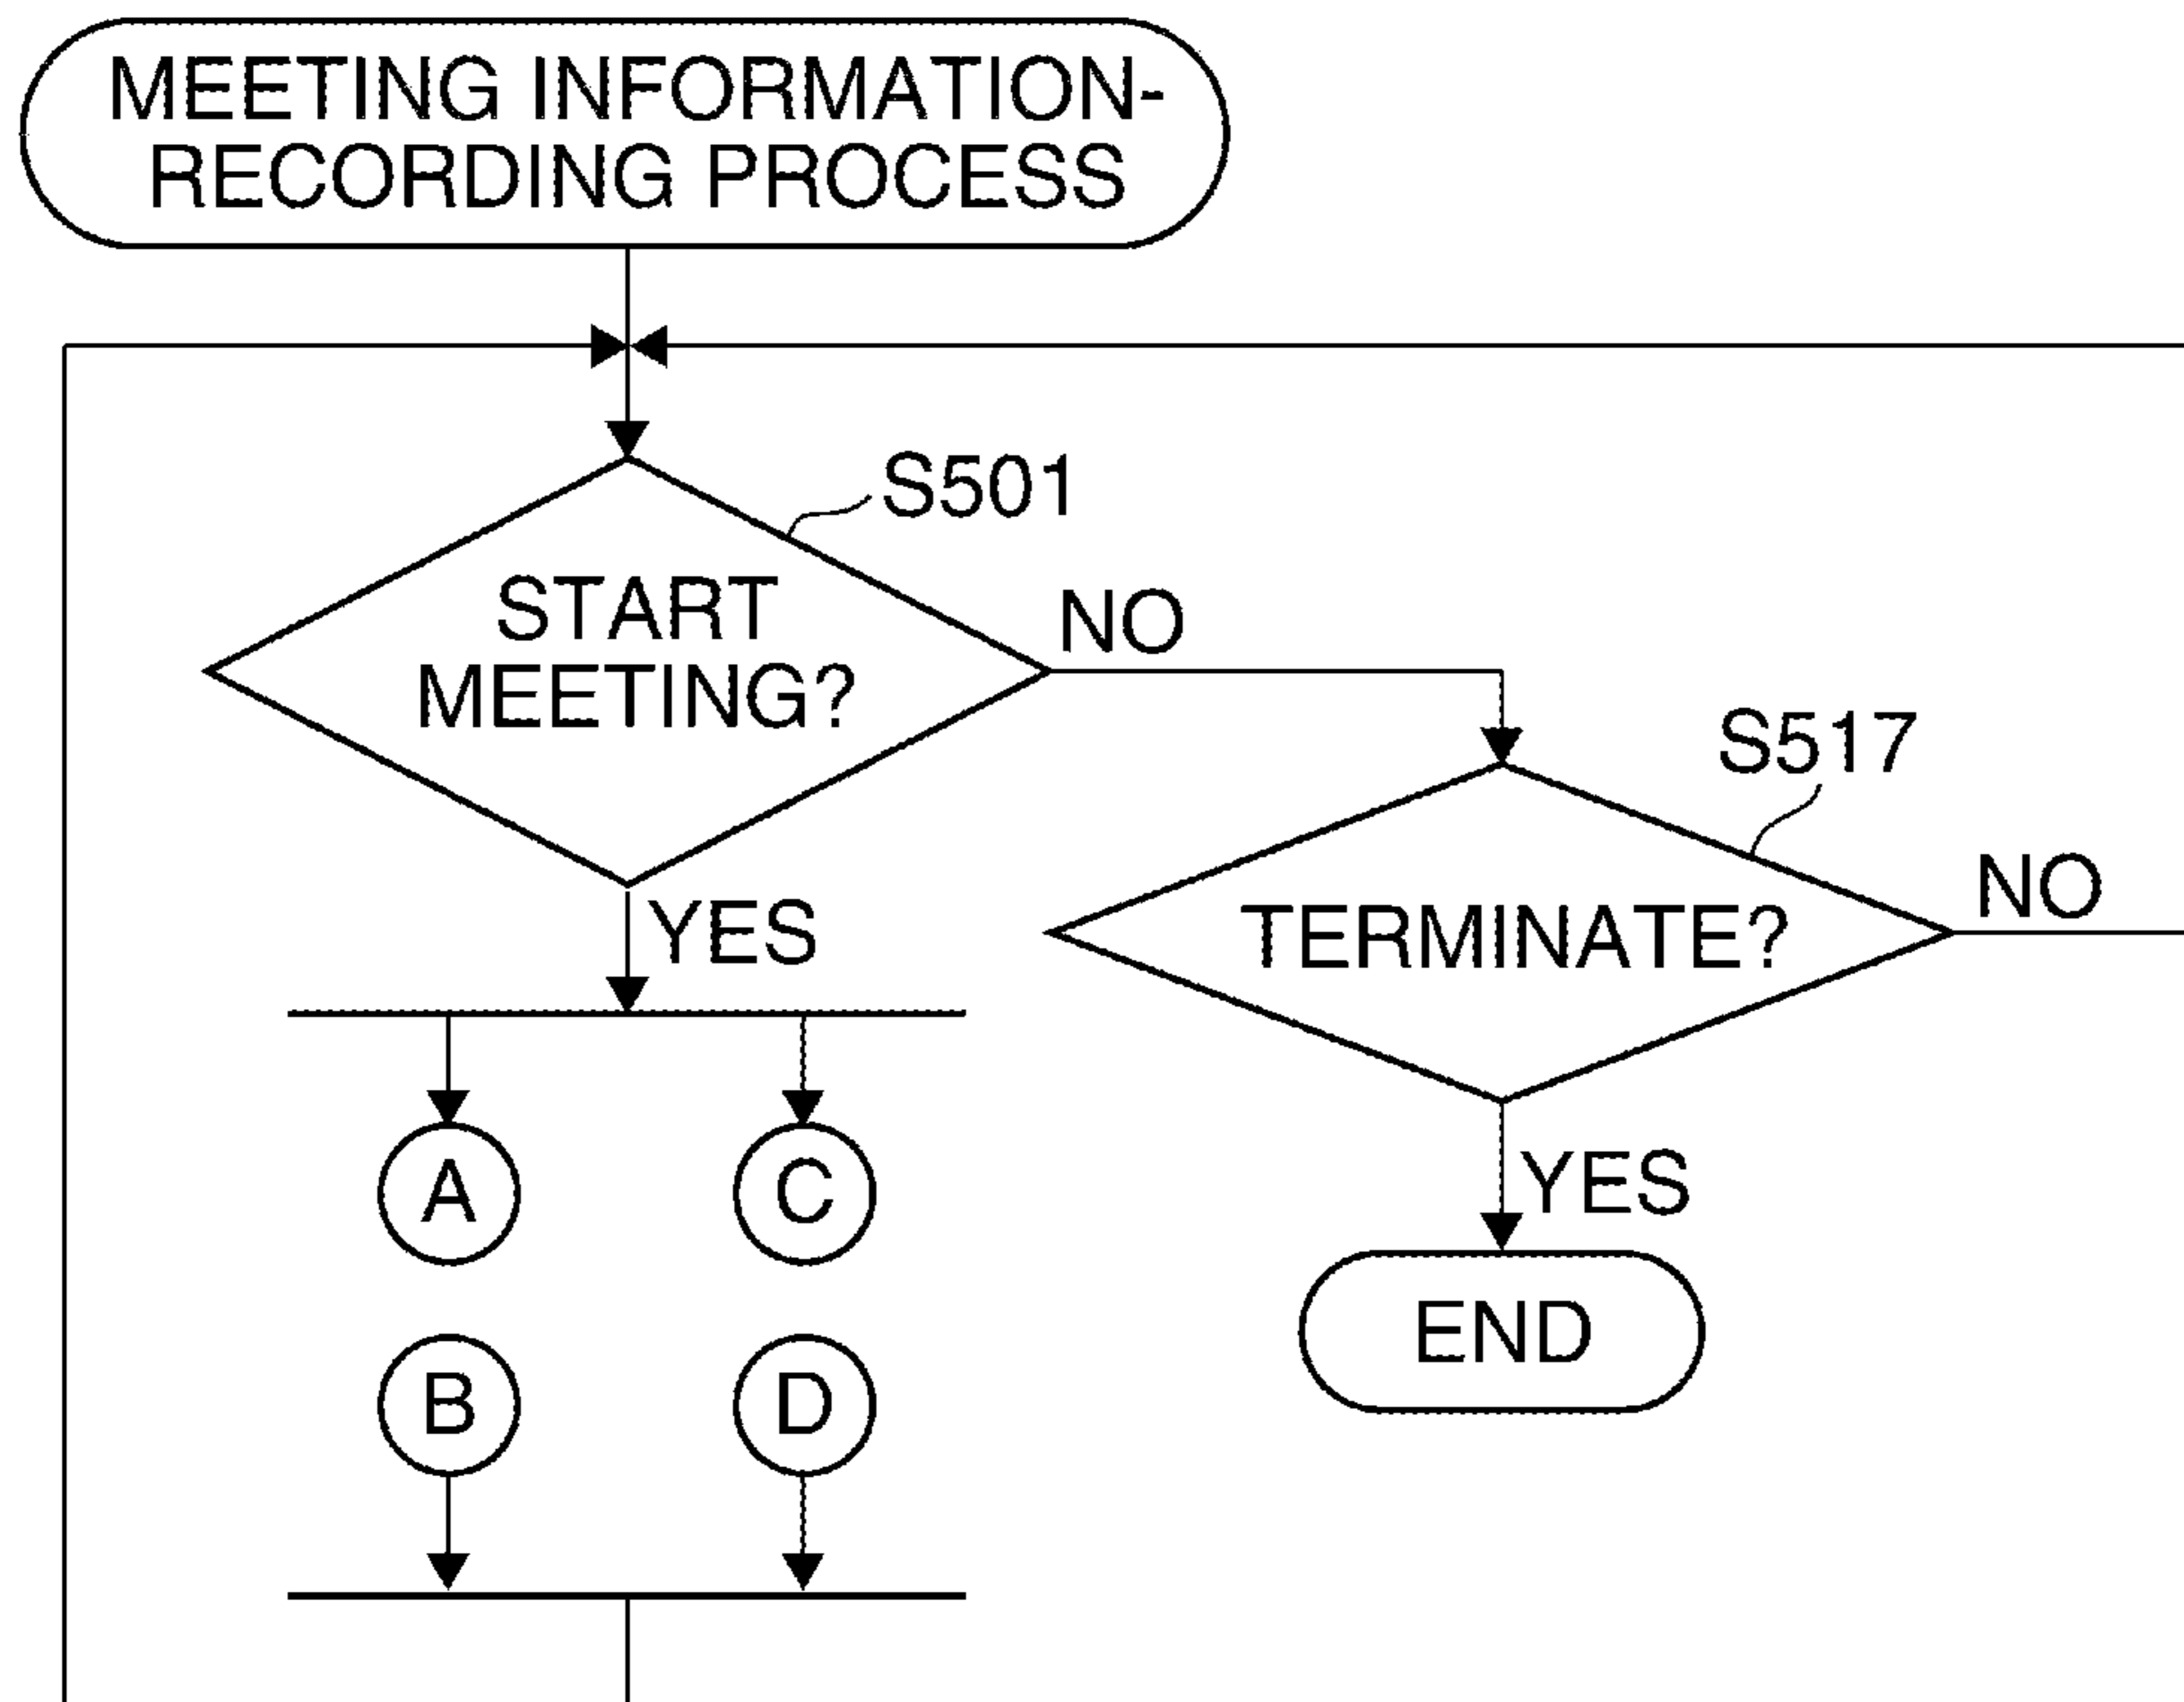 MEETING INFORMATION-
RECORDING PROCESS
S501
START
MEETING?
NO
S517
TERMINATE?
NO
YES
A
C
YES
B
D
END